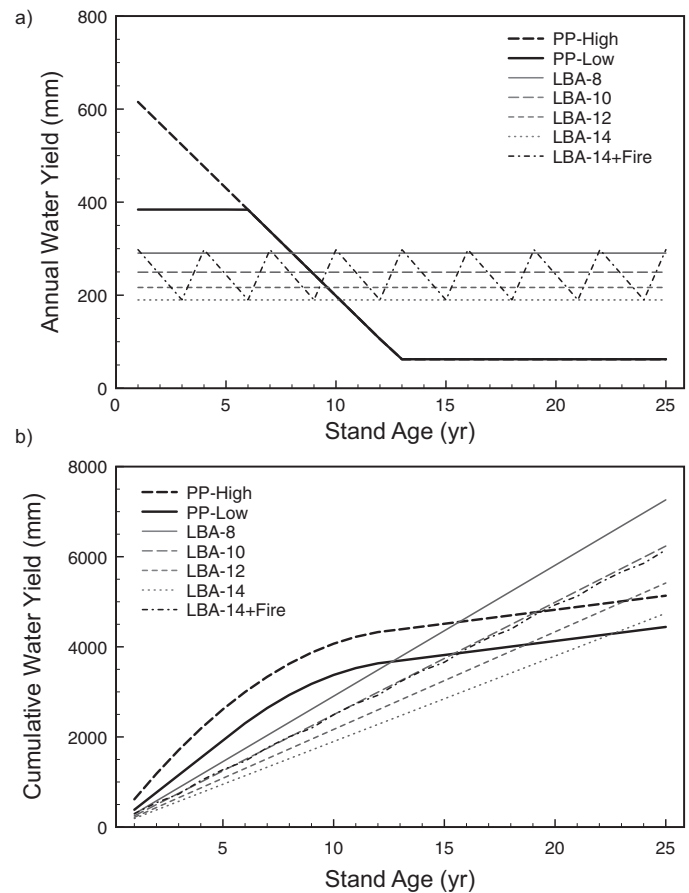 a)
800
600
400
200
0
Annual Water Yield (mm)
PP-High
PP-Low
LBA-8
LBA-10
LBA-12
LBA-14
LBA-14+Fire
0 5 10 15 20 25
Stand Age (yr)
b)
8000
6000
4000
2000
0
Cumulative Water Yield (mm)
PP-High
PP-Low
LBA-8
LBA-10
LBA-12
LBA-14
LBA-14+Fire
5 10 15 20 25
Stand Age (yr)